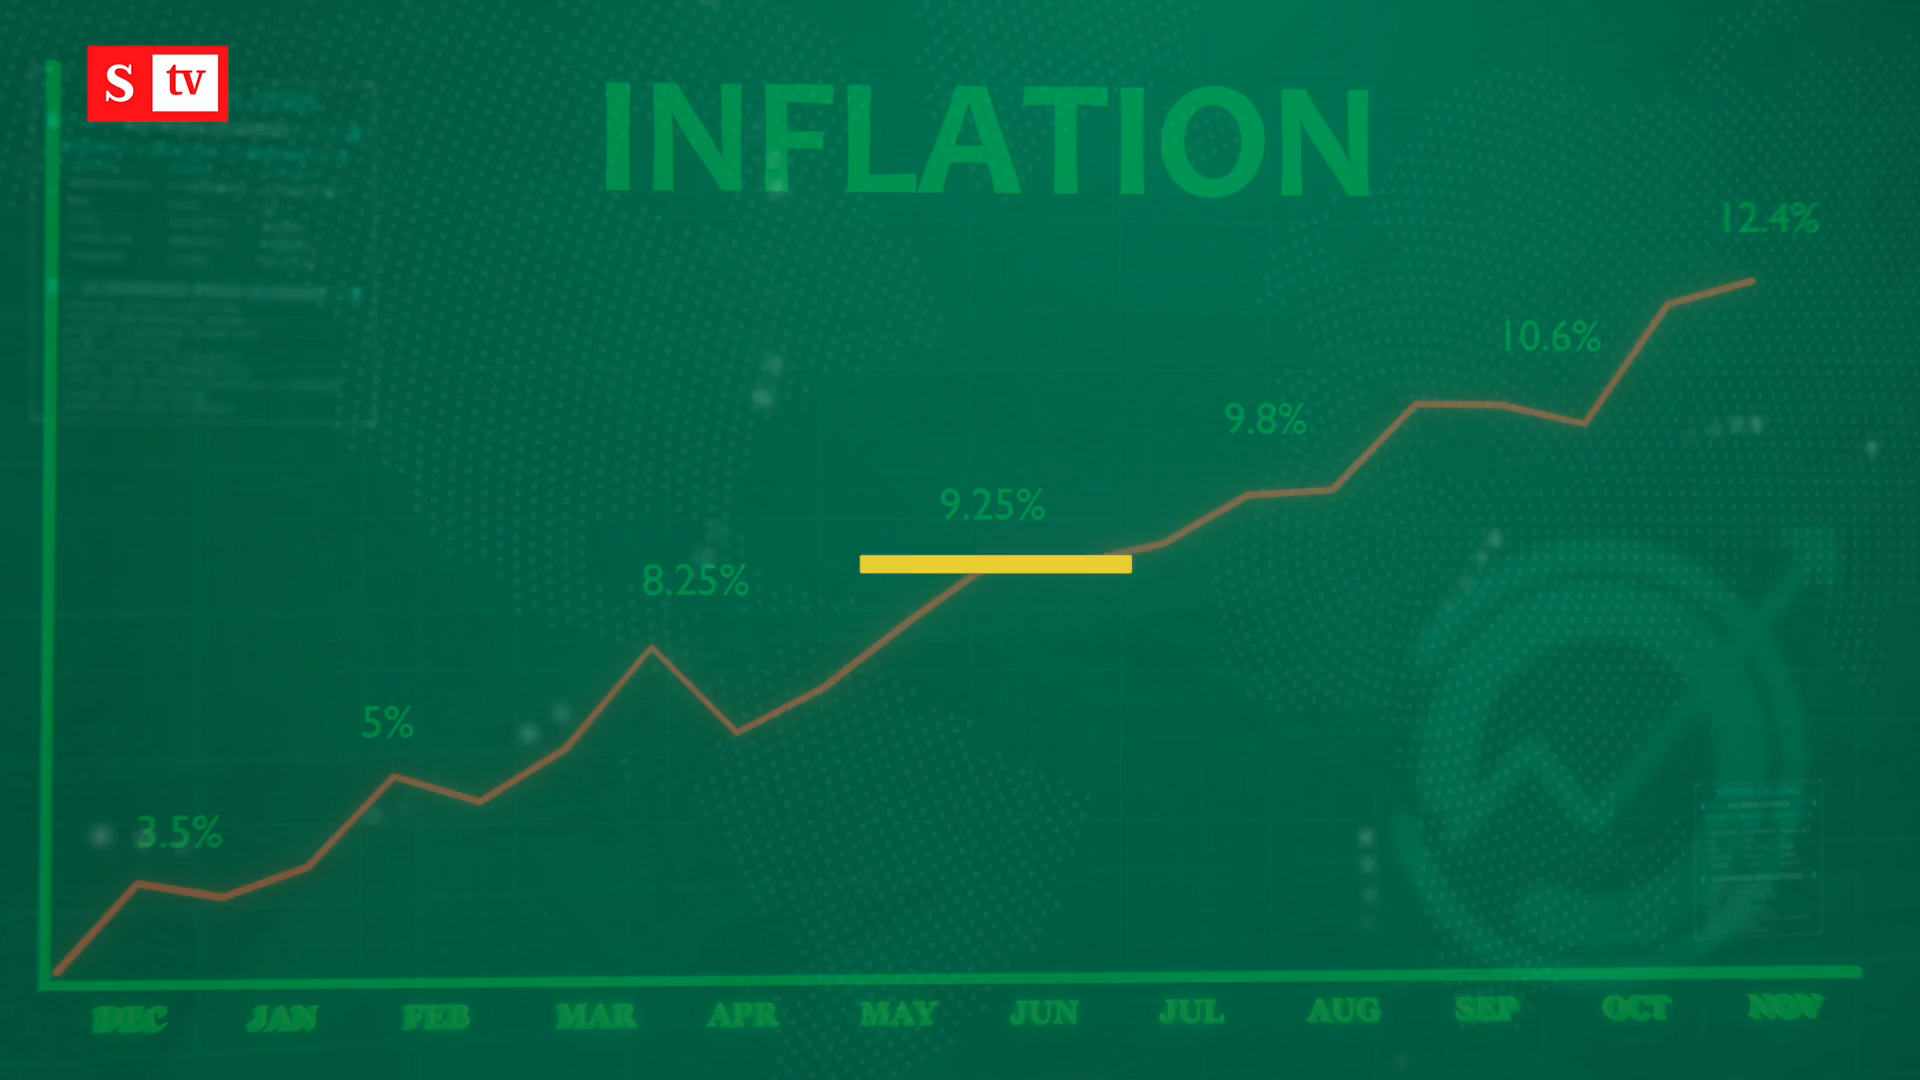 S tv
INFLATION
12.4%
10.6%
9.8%
9.25%
8.25%
5%
3.5%
DEC JAN FEB MAR APR MAY JUN JUL AUG SEP OCT NOV